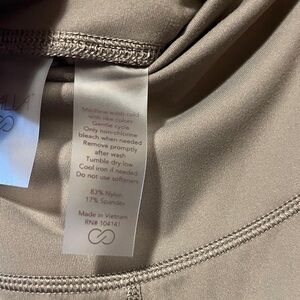 Machine wash cold
with like colors
Gentle cycle
Only non-chlorine
bleach when needed
Remove promptly
after wash
Tumble dry low
Cool iron if needed
Do not use softeners
83% Nylon
17% Spandex
Made in Vietnam
RN# 104141